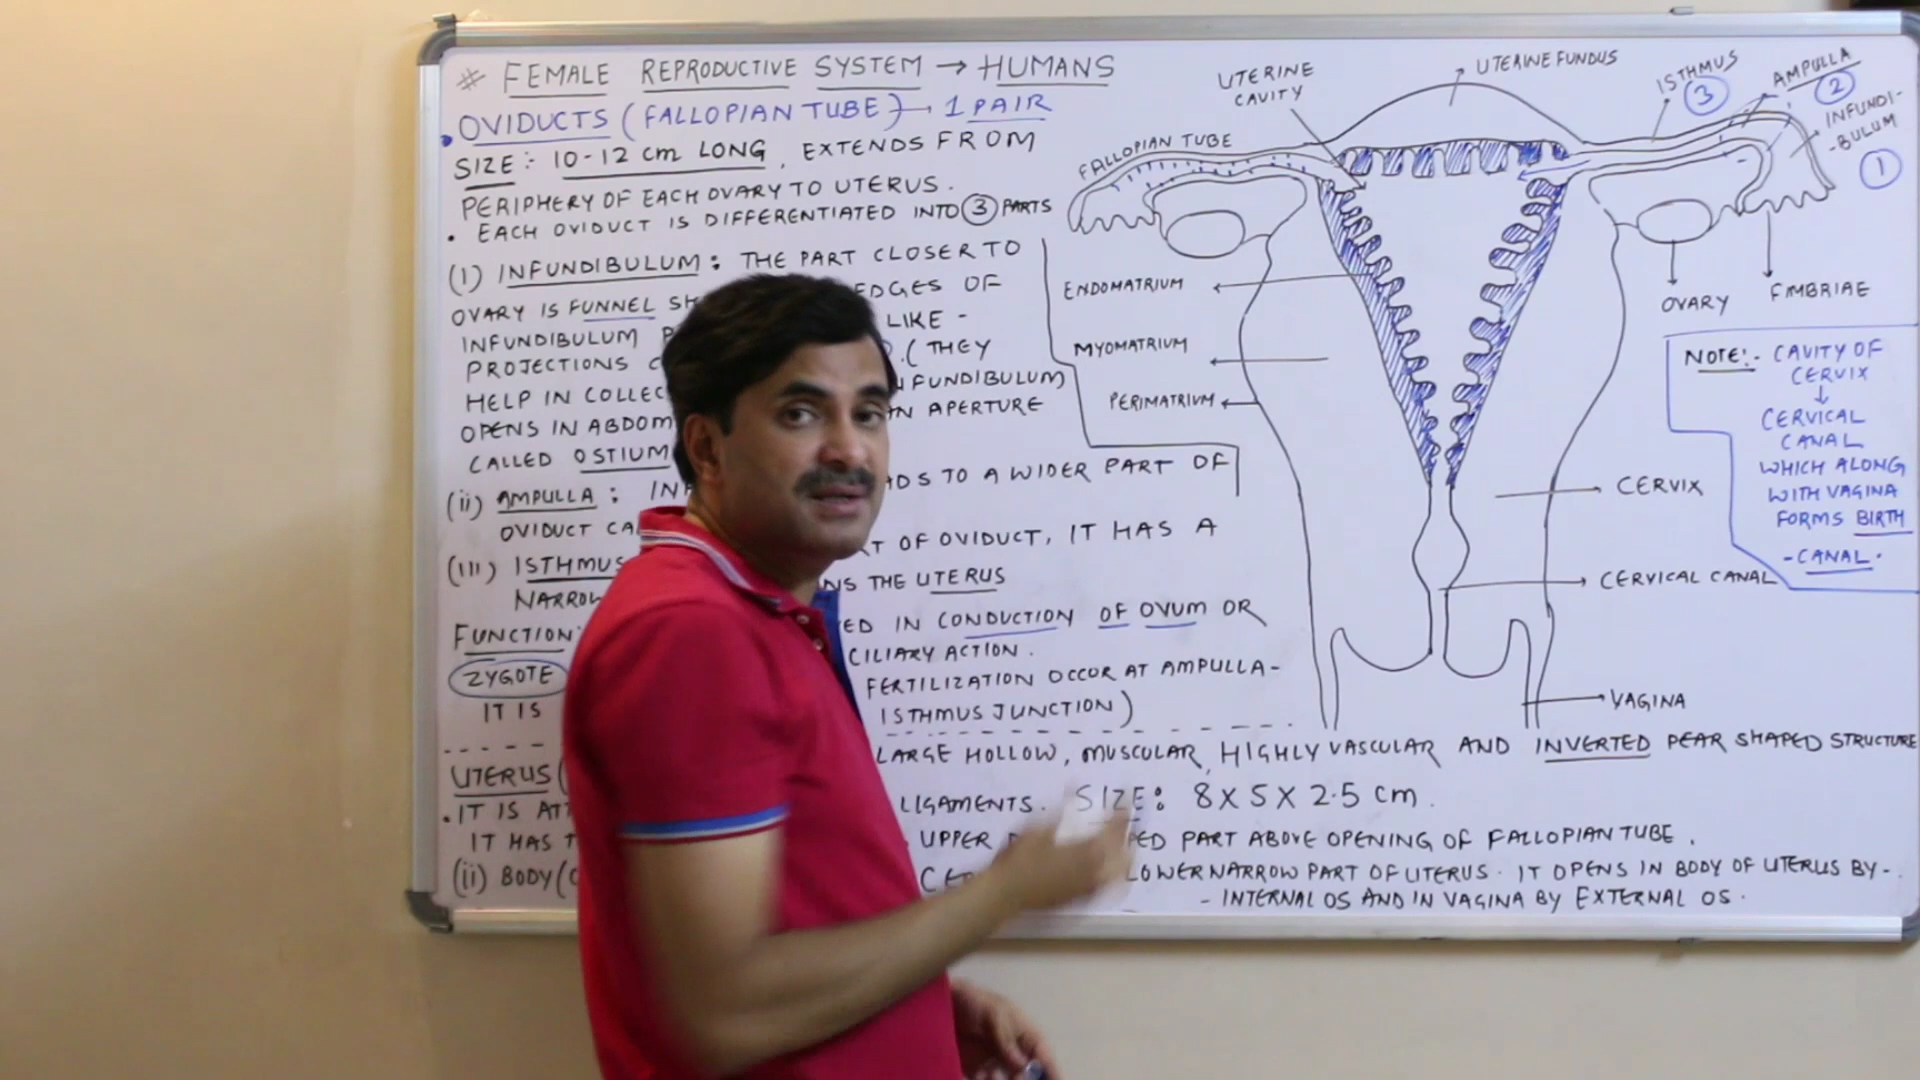 # FEMALE REPRODUCTIVE SYSTEM → HUMANS
• OVIDUCTS (FALLOPIAN TUBE) → 1 PAIR
SIZE:- 10-12 cm LONG, EXTENDS FROM
PERIPHERY OF EACH OVARY TO UTERUS.
• EACH OVIDUCT IS DIFFERENTIATED INTO 3 PARTS
(I) INFUNDIBULUM: THE PART CLOSER TO
OVARY IS FUNNEL EDGES OF
INFUNDIBULUM LIKE -
PROJECTIONS (THEY
HELP IN INFUNDIBULUM)
OPENS IN APERTURE
CALLED OSTIUM
(ii) AMPULLA: TO A WIDER PART OF
OVIDUCT
(iii) ISTHMUS OF OVIDUCT, IT HAS A
THE UTERUS
FUNCTION: IN CONDUCTION OF OVUM OR
ZYGOTE CILIARY ACTION.
IT IS FERTILIZATION OCCUR AT AMPULLA-
ISTHMUS JUNCTION)
UTERUS ( LARGE HOLLOW, MUSCULAR, HIGHLY VASCULAR AND INVERTED PEAR SHAPED STRUCTURE
• IT IS LIGAMENTS. SIZE: 8 X 5 X 2.5 cm.
IT HAS UPPER PART ABOVE OPENING OF FALLOPIAN TUBE.
(ii) BODY ( LOWER NARROW PART OF UTERUS. IT OPENS IN BODY OF UTERUS BY -
- INTERNAL OS AND IN VAGINA BY EXTERNAL OS.
UTERINE
CAVITY
UTERINE FUNDUS
ISTHMUS
3
AMPULLA
2
INFUNDI-
-BULUM
1
FALLOPIAN TUBE
ENDOMATRIUM
MYOMATRIUM
PERIMATRIUM
OVARY
FIMBRIAE
CERVIX
CERVICAL CANAL
VAGINA
NOTE:- CAVITY OF
CERVIX
↓
CERVICAL
CANAL
WHICH ALONG
WITH VAGINA
FORMS BIRTH
-CANAL.